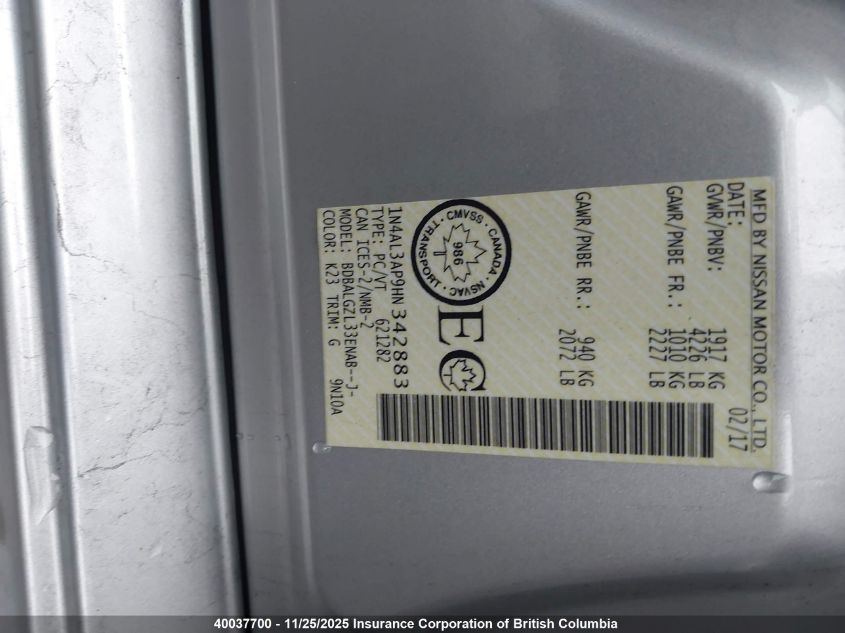 MFD BY NISSAN MOTOR CO., LTD.
DATE: 02/17
GVWR/PNBV: 1917 KG
4226 LB
GAWR/PNBE FR.: 1010 KG
2227 LB
GAWR/PNBE RR.: 940 KG
2072 LB
CMVSS · CANADA · NSVAC · TRANSPORT ·
986
1
EC
1N4AL3AP9HN342883
TYPE: PC/VT 621282
CAN ICES-2/NMB-2
MODEL: BDBALGZL33ENAB--J-
COLOR: K23 TRIM: G 9N10A
40037700 - 11/25/2025 Insurance Corporation of British Columbia